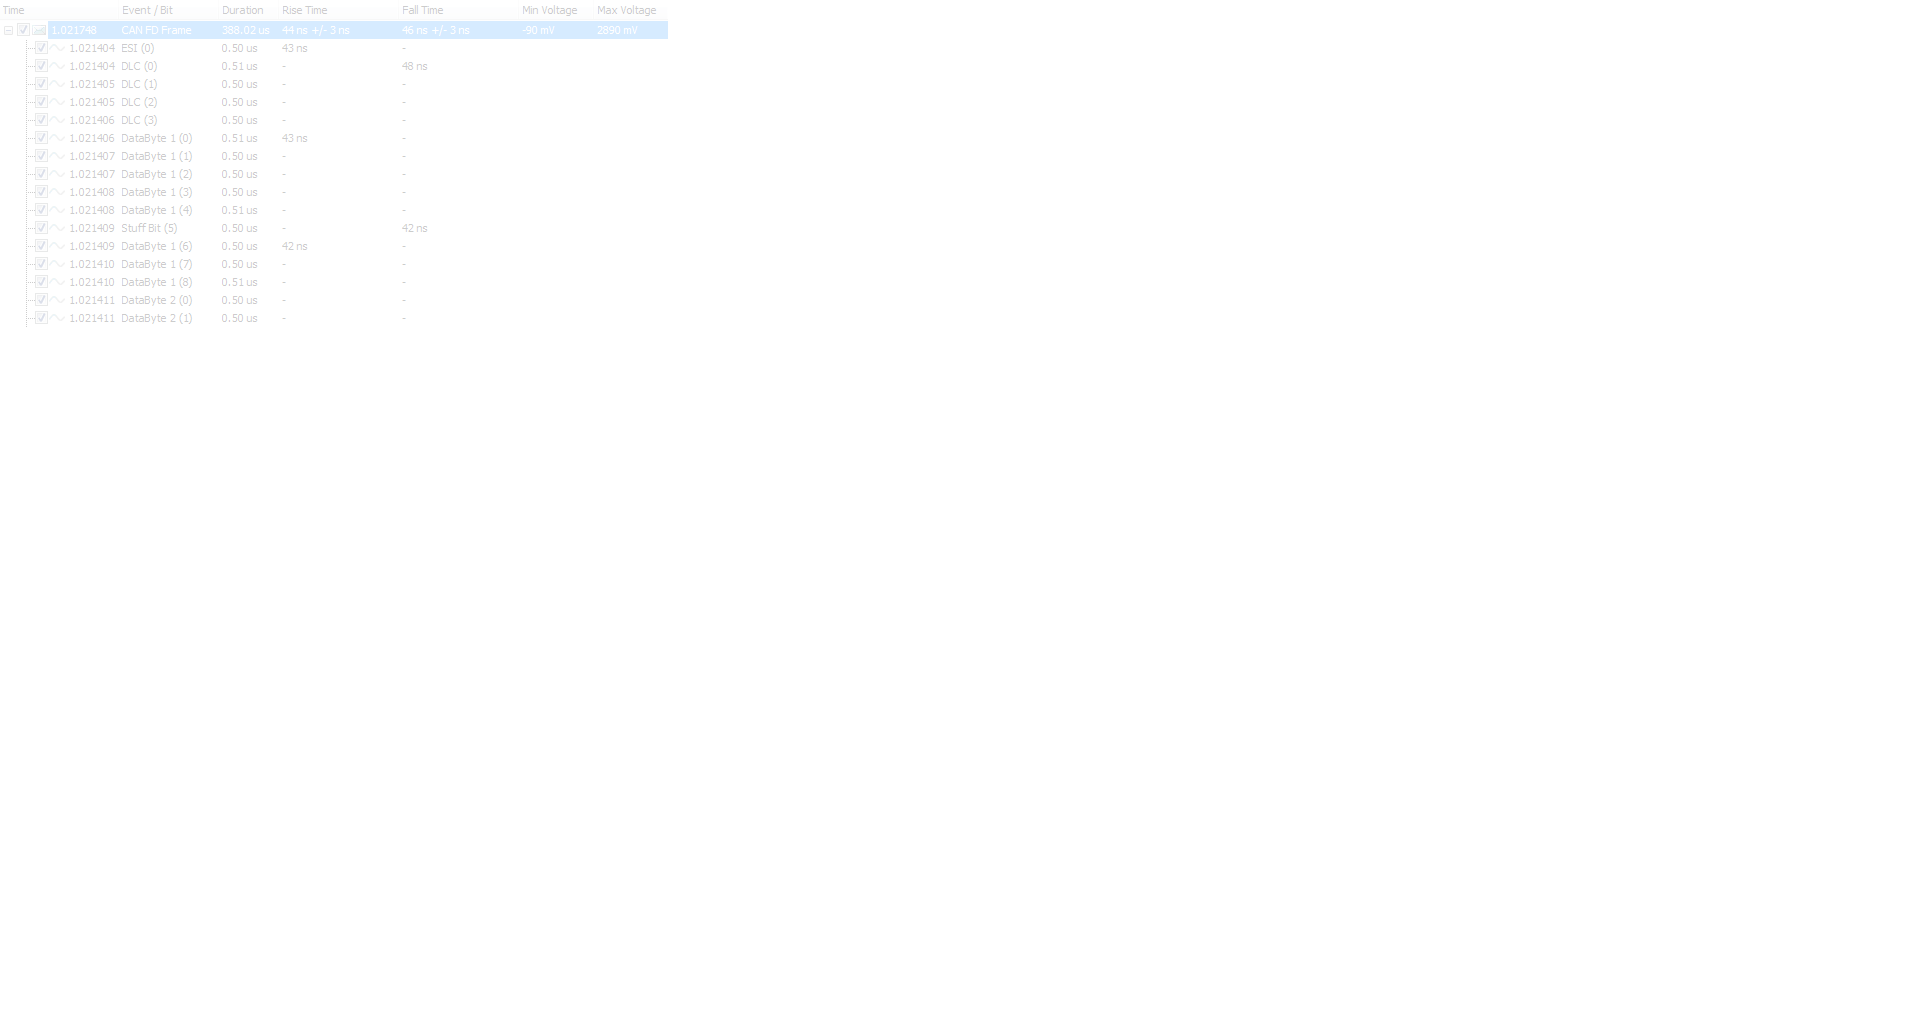 Time Event / Bit Duration Rise Time Fall Time Min Voltage Max Voltage
1.021748 CAN FD Frame 388.02 us 44 ns +/- 3 ns 46 ns +/- 3 ns -90 mV 2890 mV
1.021404 ESI (0) 0.50 us 43 ns -
1.021404 DLC (0) 0.51 us - 48 ns
1.021405 DLC (1) 0.50 us - -
1.021405 DLC (2) 0.50 us - -
1.021406 DLC (3) 0.50 us - -
1.021406 DataByte 1 (0) 0.51 us 43 ns -
1.021407 DataByte 1 (1) 0.50 us - -
1.021407 DataByte 1 (2) 0.50 us - -
1.021408 DataByte 1 (3) 0.50 us - -
1.021408 DataByte 1 (4) 0.51 us - -
1.021409 Stuff Bit (5) 0.50 us - 42 ns
1.021409 DataByte 1 (6) 0.50 us 42 ns -
1.021410 DataByte 1 (7) 0.50 us - -
1.021410 DataByte 1 (8) 0.51 us - -
1.021411 DataByte 2 (0) 0.50 us - -
1.021411 DataByte 2 (1) 0.50 us - -